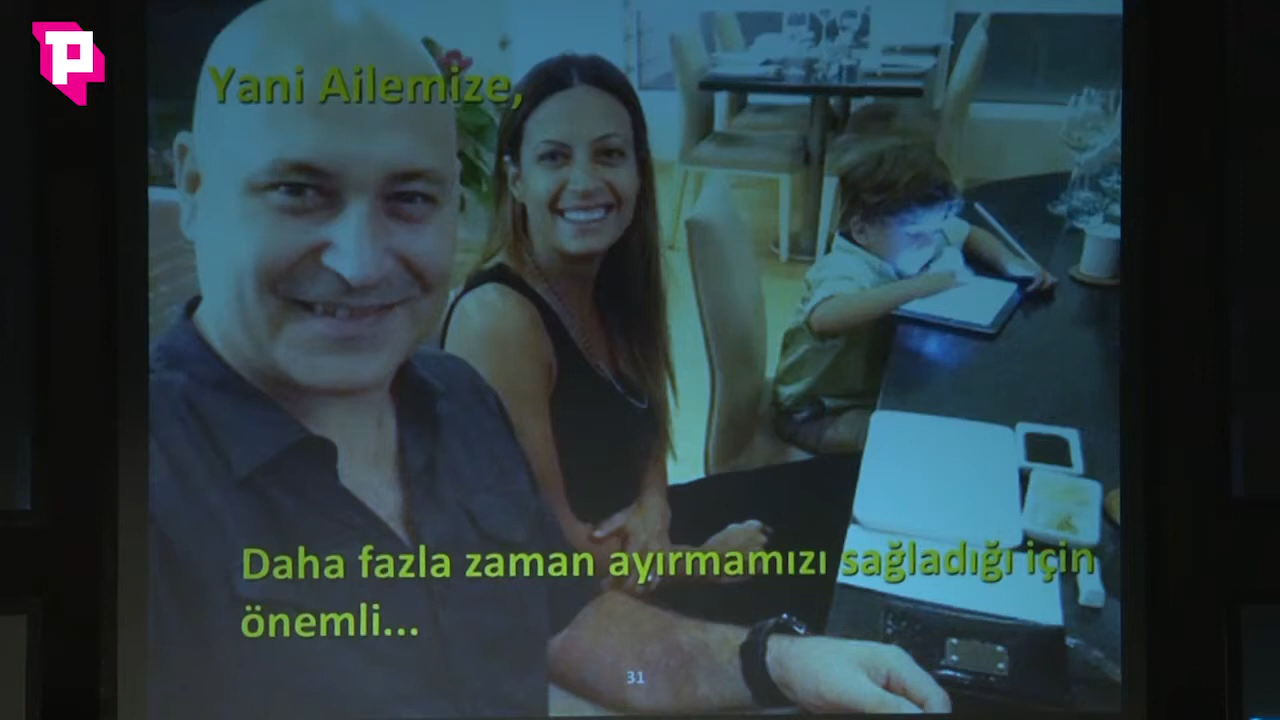 P
Yani Ailemize,
Daha fazla zaman ayırmamızı sağladığı için
önemli...
31